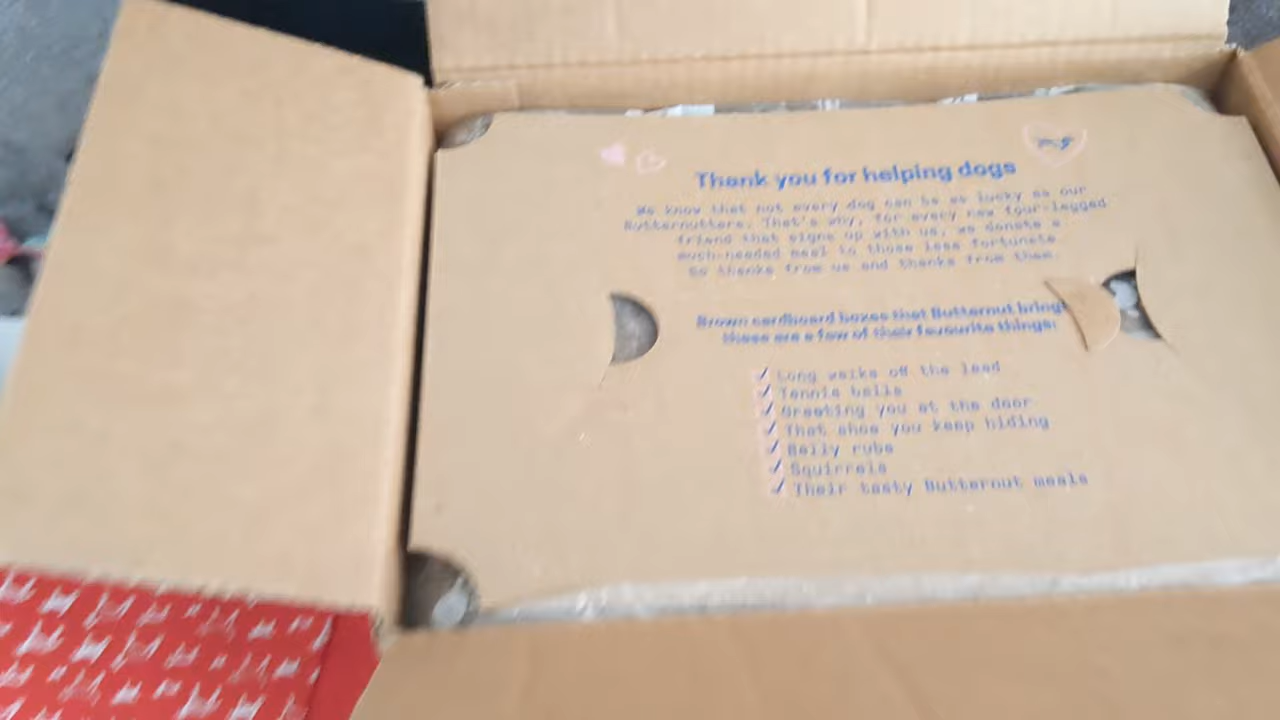 Thank you for helping dogs
We know that not every dog can be as lucky as our
Butternutters. That's why, for every new four-legged
friend that signs up with us, we donate a
much-needed meal to those less fortunate.
So thanks from us and thanks from them.
Brown cardboard boxes that Butternut bring:
these are a few of their favourite things:
✓ Long walks off the lead
✓ Tennis balls
✓ Greeting you at the door
✓ That shoe you keep hiding
✓ Belly rubs
✓ Squirrels
✓ Their tasty Butternut meals